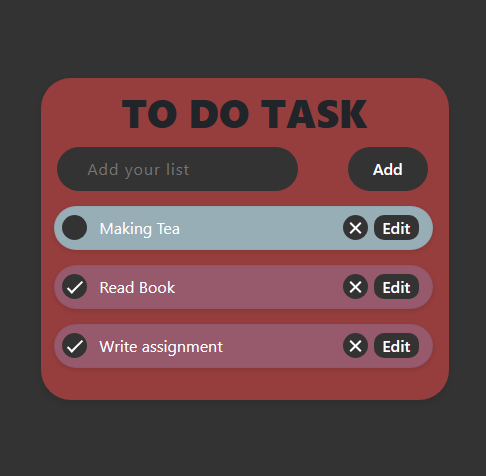 TO DO TASK
Add your list Add
Making Tea Edit
Read Book Edit
Write assignment Edit